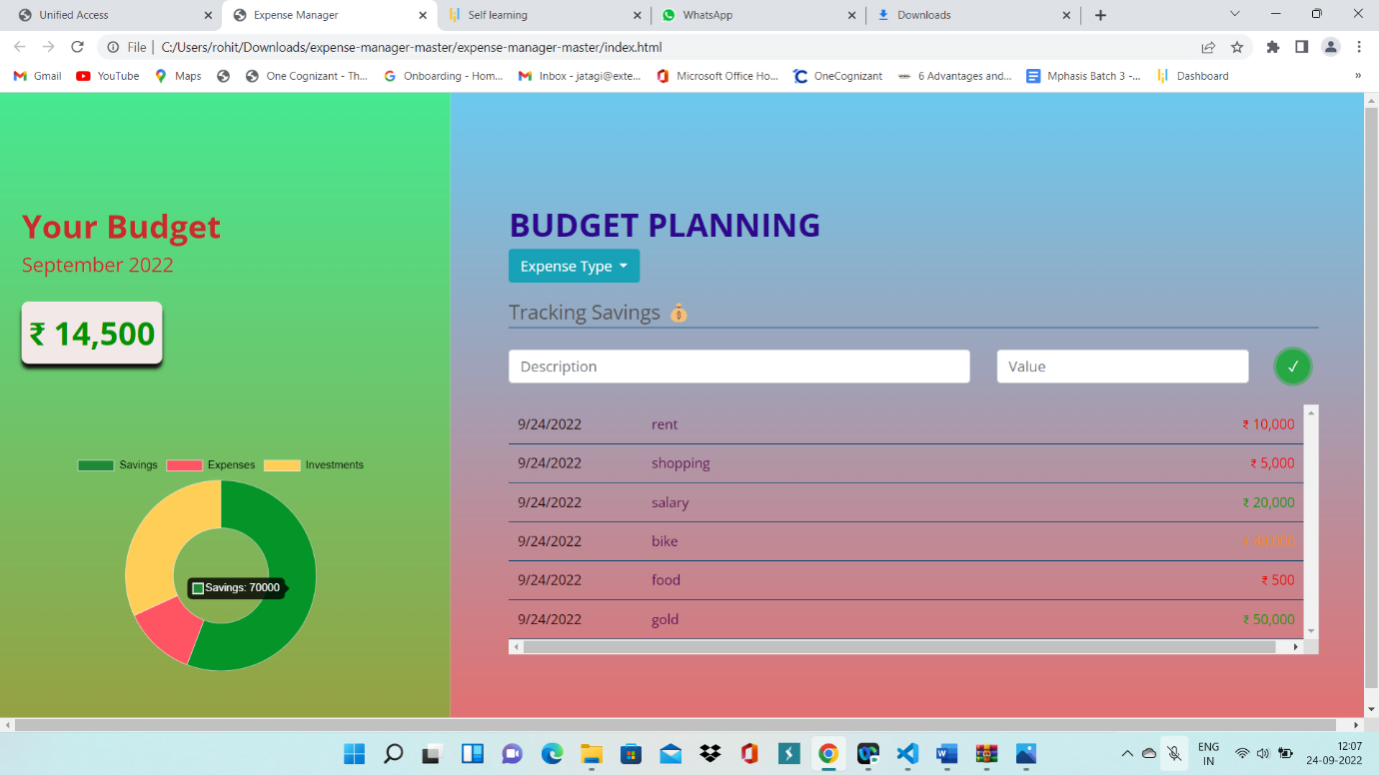 Unified Access
Expense Manager
Self learning
WhatsApp
Downloads
File | C:/Users/rohit/Downloads/expense-manager-master/expense-manager-master/index.html
Gmail YouTube Maps One Cognizant - Th... Onboarding - Hom... Inbox - jatagi@exte... Microsoft Office Ho... OneCognizant 6 Advantages and... Mphasis Batch 3 -... Dashboard »
Your Budget
September 2022
₹ 14,500
Savings Expenses Investments
Savings: 70000
BUDGET PLANNING
Expense Type
Tracking Savings
Description Value
9/24/2022 rent ₹ 10,000
9/24/2022 shopping ₹ 5,000
9/24/2022 salary ₹ 20,000
9/24/2022 bike
9/24/2022 food ₹ 500
9/24/2022 gold ₹ 50,000
ENG 12:07
IN 24-09-2022